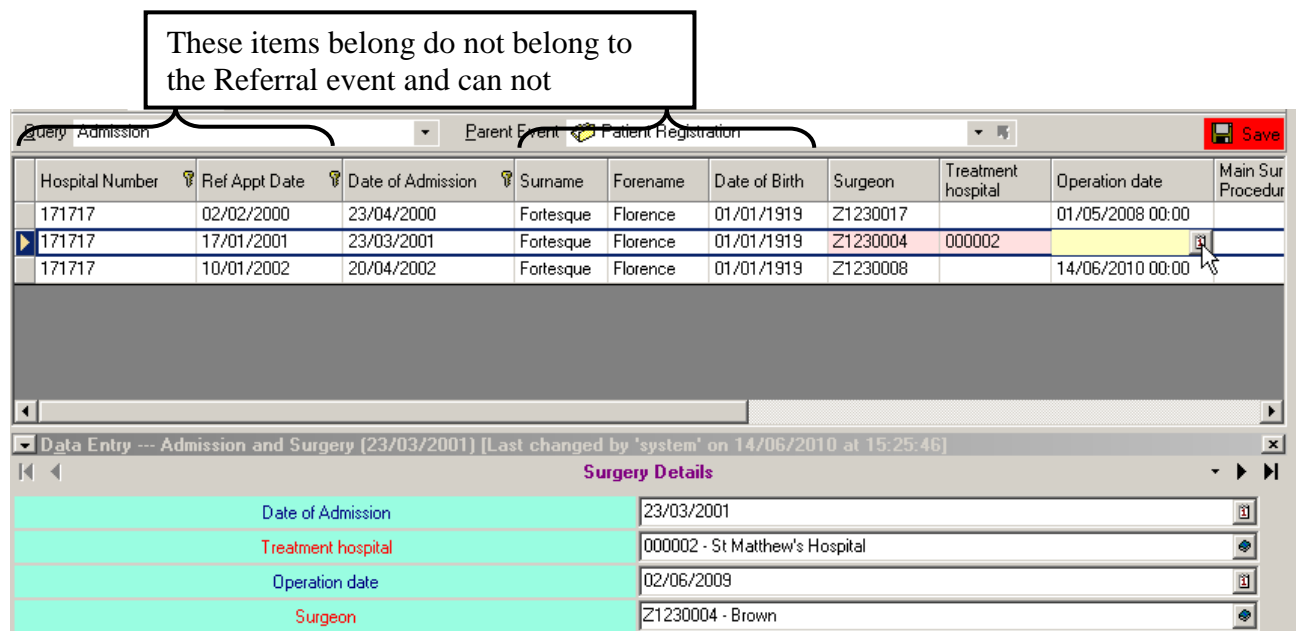 These items belong do not belong to
the Referral event and can not
Query Admission Parent Event Patient Registration Save
Hospital Number Ref Appt Date Date of Admission Surname Forename Date of Birth Surgeon Treatment hospital Operation date Main Sur Procedur
171717 02/02/2000 23/04/2000 Fortesque Florence 01/01/1919 Z1230017 01/05/2008 00:00
171717 17/01/2001 23/03/2001 Fortesque Florence 01/01/1919 Z1230004 000002
171717 10/01/2002 20/04/2002 Fortesque Florence 01/01/1919 Z1230008 14/06/2010 00:00
Data Entry --- Admission and Surgery (23/03/2001) [Last changed by 'system' on 14/06/2010 at 15:25:46]
Surgery Details
Date of Admission 23/03/2001
Treatment hospital 000002 - St Matthew's Hospital
Operation date 02/06/2009
Surgeon Z1230004 - Brown